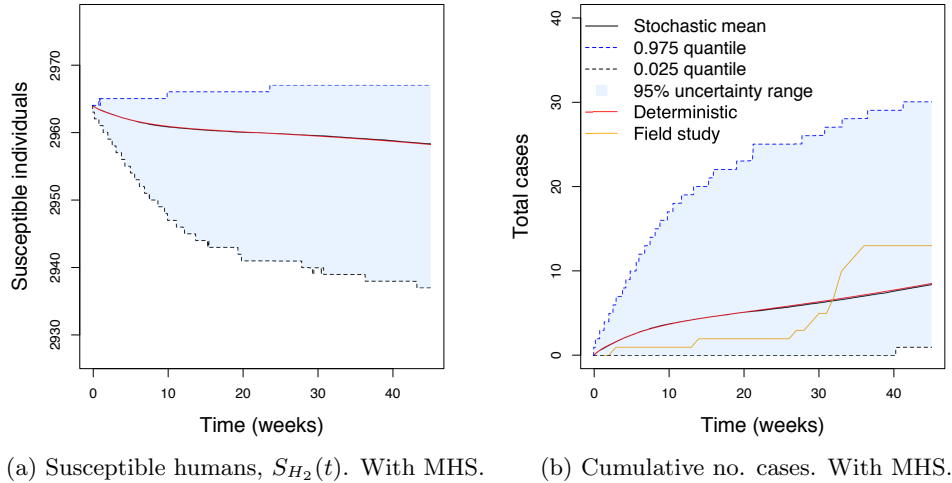 Susceptible individuals
2970
2960
2950
2940
2930
0 10 20 30 40
Time (weeks)
(a) Susceptible humans, S_{H_2}(t). With MHS.
Total cases
40
30
20
10
0
Stochastic mean
0.975 quantile
0.025 quantile
95% uncertainty range
Deterministic
Field study
0 10 20 30 40
Time (weeks)
(b) Cumulative no. cases. With MHS.